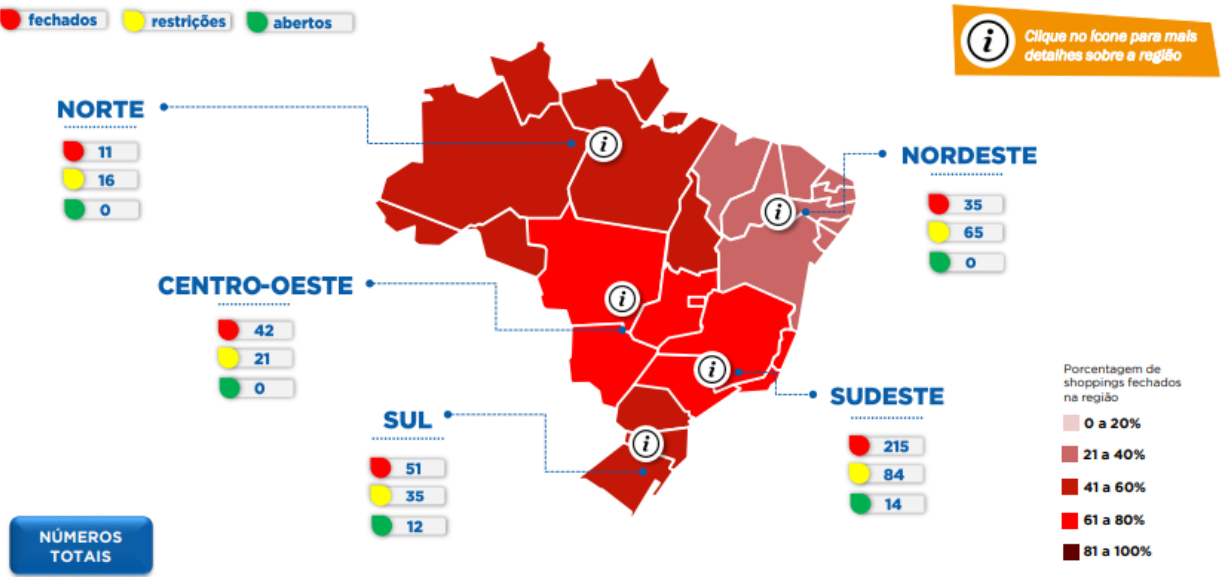 fechados
restrições
abertos
Clique no ícone para mais
detalhes sobre a região
NORTE
11
16
0
NORDESTE
35
65
0
CENTRO-OESTE
42
21
0
SUL
51
35
12
SUDESTE
215
84
14
Porcentagem de
shoppings fechados
na região
0 a 20%
21 a 40%
41 a 60%
61 a 80%
81 a 100%
NÚMEROS
TOTAIS
i
i
i
i
i
i